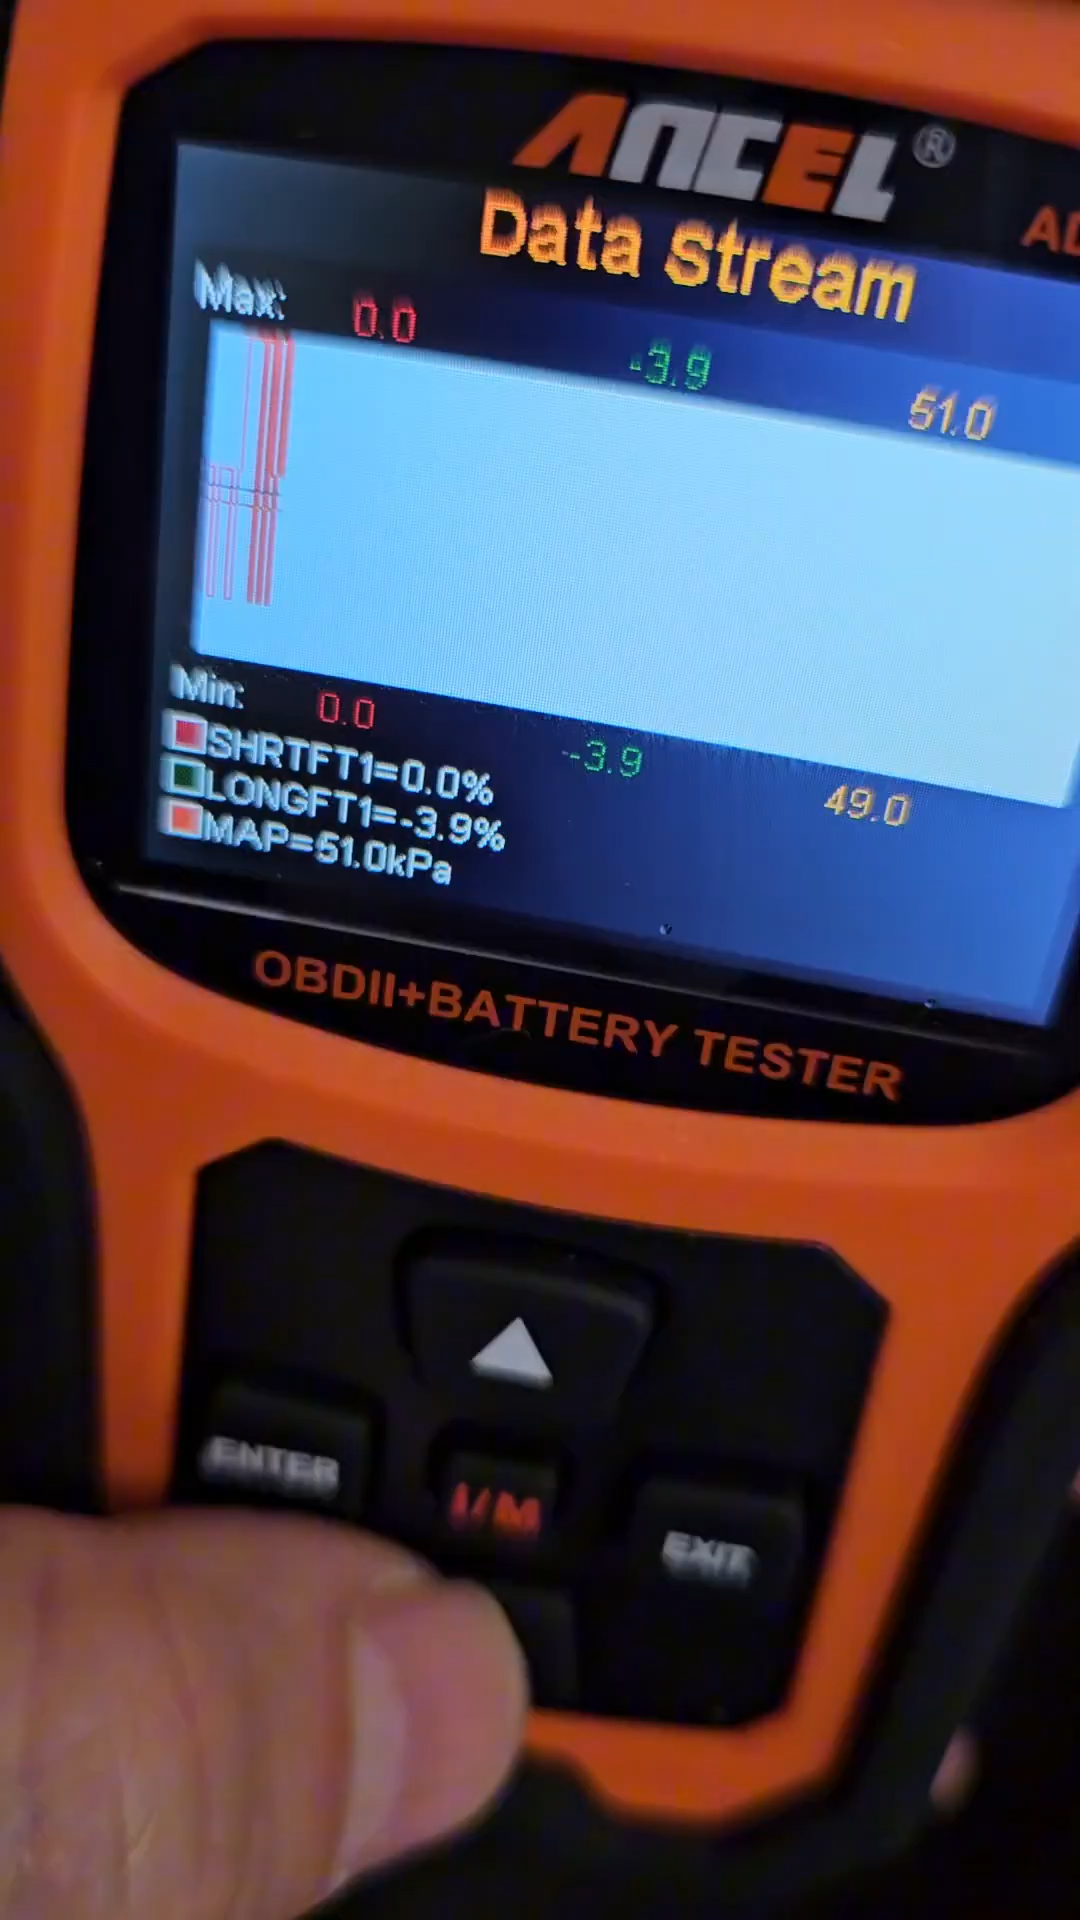 ANCEL®
AD
Data Stream
Max: 0.0 -3.9 51.0
Min: 0.0 -3.9 49.0
SHRTFT1=0.0%
LONGFT1=-3.9%
MAP=51.0kPa
OBDII+BATTERY TESTER
ENTER
I/M
EXIT